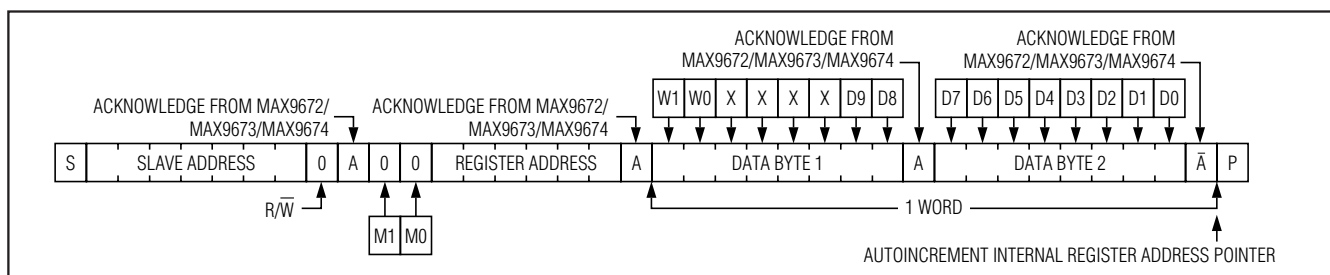 ACKNOWLEDGE FROM
MAX9672/MAX9673/MAX9674
ACKNOWLEDGE FROM
MAX9672/MAX9673/MAX9674
W1 W0 X X X X D9 D8
D7 D6 D5 D4 D3 D2 D1 D0
ACKNOWLEDGE FROM MAX9672/
MAX9673/MAX9674
ACKNOWLEDGE FROM MAX9672/
MAX9673/MAX9674
S SLAVE ADDRESS 0 A 0 0 REGISTER ADDRESS A DATA BYTE 1 A DATA BYTE 2 A̅ P
R/W̅
1 WORD
M1 M0
AUTOINCREMENT INTERNAL REGISTER ADDRESS POINTER